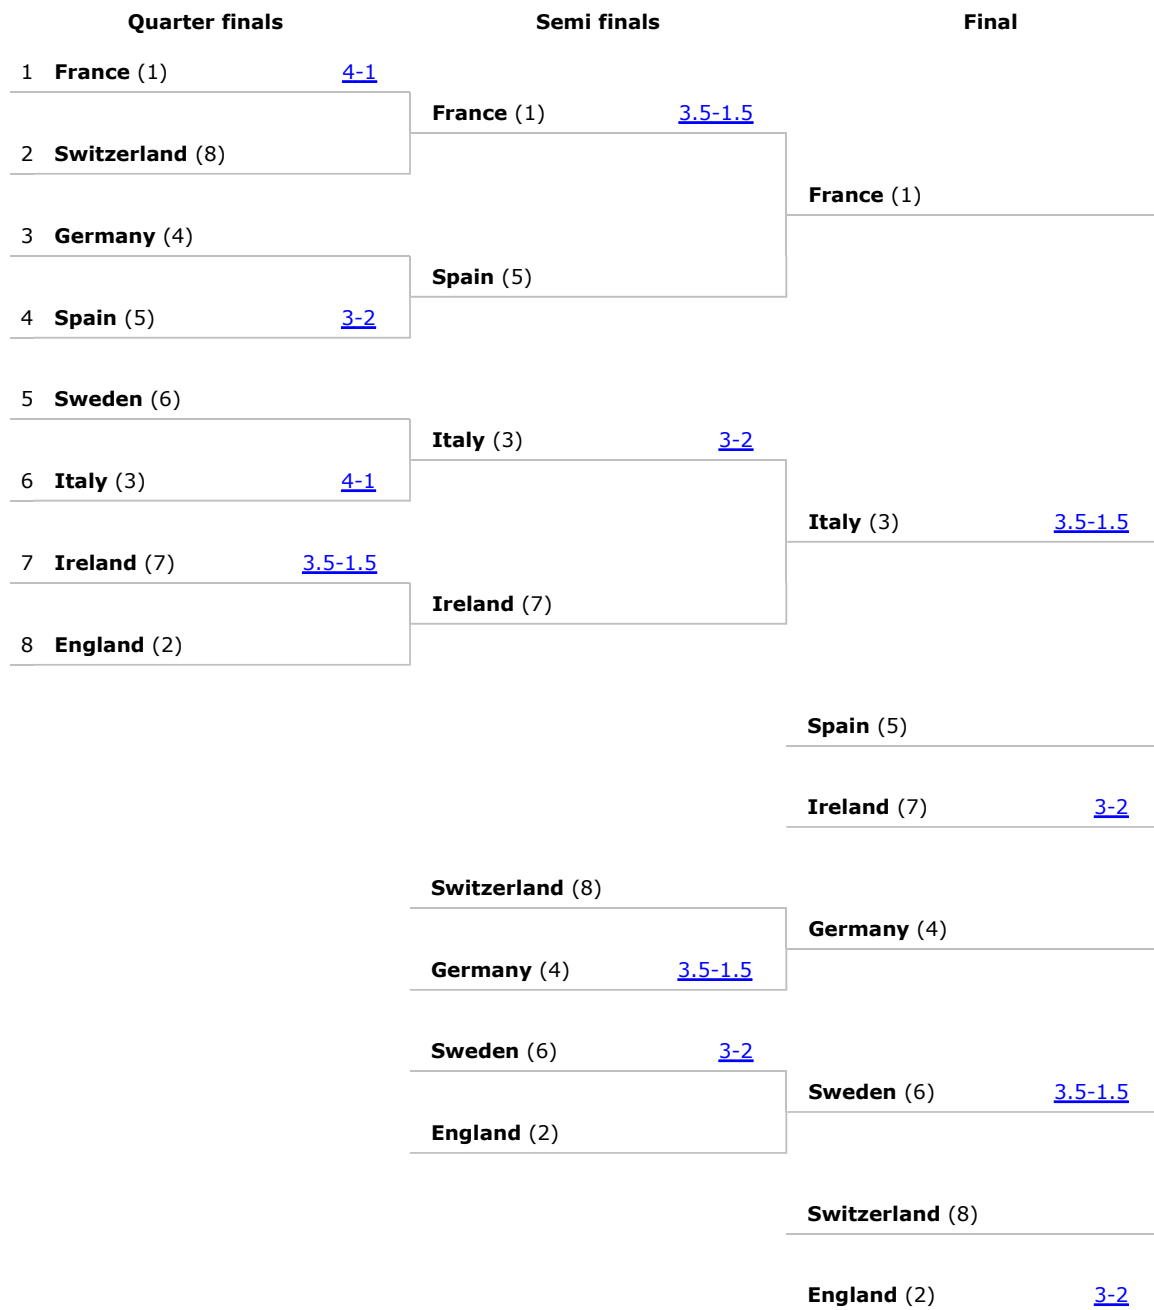 Quarter finals Semi finals Final
1 France (1) 4-1
France (1) 3.5-1.5
2 Switzerland (8)
France (1)
3 Germany (4)
Spain (5)
4 Spain (5) 3-2
5 Sweden (6)
Italy (3) 3-2
6 Italy (3) 4-1
Italy (3) 3.5-1.5
7 Ireland (7) 3.5-1.5
Ireland (7)
8 England (2)
Spain (5)
Ireland (7) 3-2
Switzerland (8)
Germany (4)
Germany (4) 3.5-1.5
Sweden (6) 3-2
Sweden (6) 3.5-1.5
England (2)
Switzerland (8)
England (2) 3-2